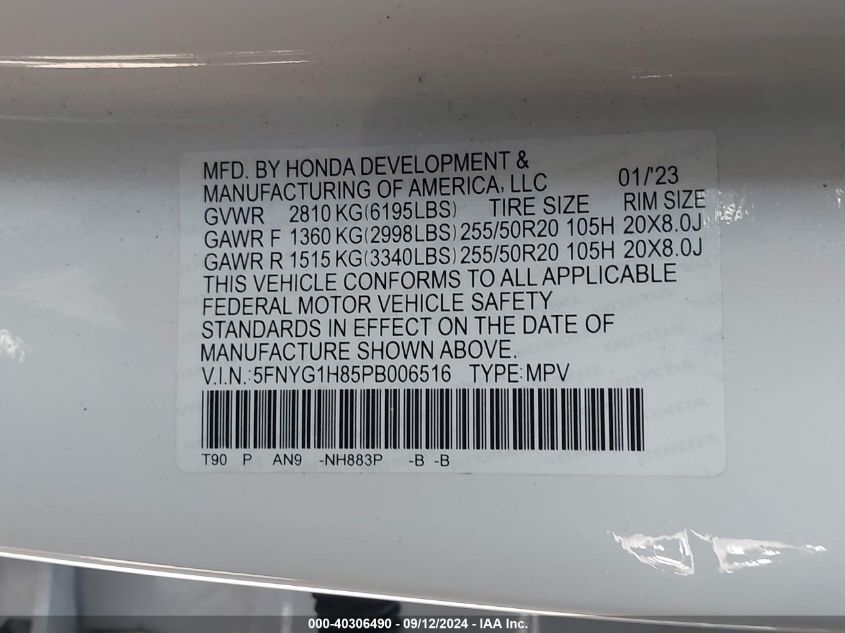 MFD. BY HONDA DEVELOPMENT &
MANUFACTURING OF AMERICA, LLC 01/'23
GVWR 2810 KG(6195LBS) TIRE SIZE RIM SIZE
GAWR F 1360 KG(2998LBS) 255/50R20 105H 20X8.0J
GAWR R 1515 KG(3340LBS) 255/50R20 105H 20X8.0J
THIS VEHICLE CONFORMS TO ALL APPLICABLE
FEDERAL MOTOR VEHICLE SAFETY
STANDARDS IN EFFECT ON THE DATE OF
MANUFACTURE SHOWN ABOVE.
V.I.N.:5FNYG1H85PB006516 TYPE:MPV
T90 P AN9 -NH883P -B -B
000-40306490 - 09/12/2024 - IAA Inc.